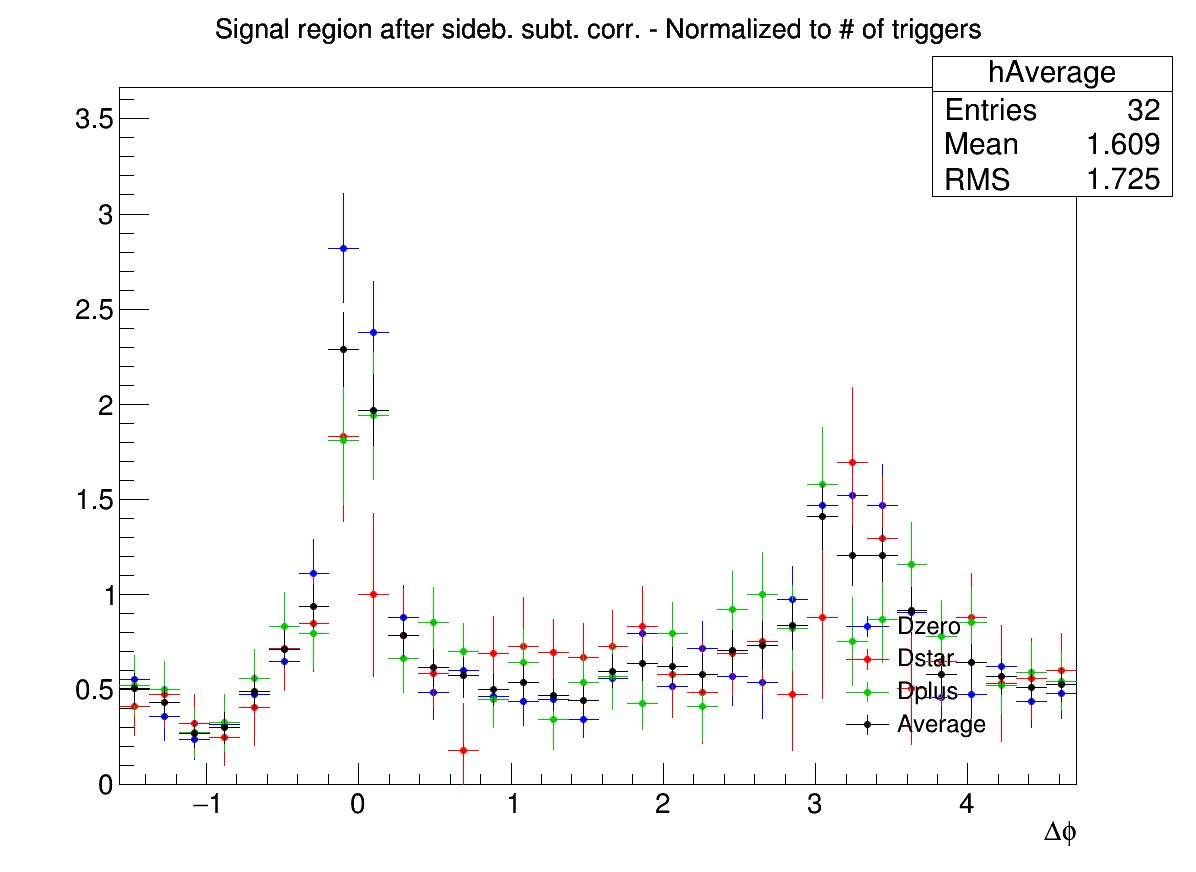 Signal region after sideb. subt. corr. - Normalized to # of triggers
hAverage
Entries 32
Mean 1.609
RMS 1.725
3.5
3
2.5
2
1.5
1
0.5
0
Dzero
Dstar
Dplus
Average
−1 0 1 2 3 4
Δϕ